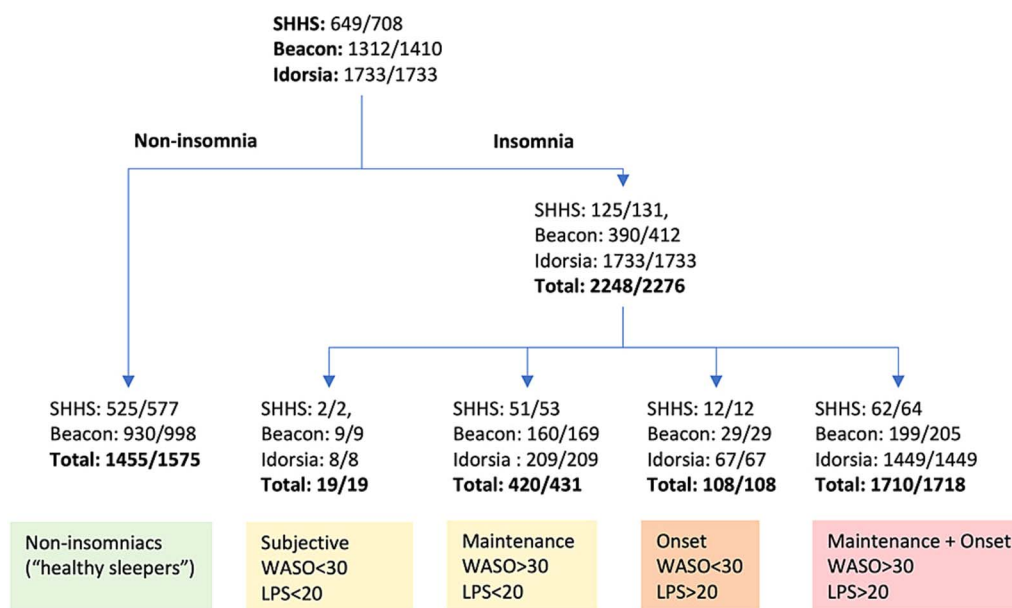 SHHS: 649/708
Beacon: 1312/1410
Idorsia: 1733/1733
Non-insomnia
Insomnia
SHHS: 125/131,
Beacon: 390/412
Idorsia: 1733/1733
Total: 2248/2276
SHHS: 525/577
Beacon: 930/998
Total: 1455/1575
SHHS: 2/2,
Beacon: 9/9
Idorsia: 8/8
Total: 19/19
SHHS: 51/53
Beacon: 160/169
Idorsia : 209/209
Total: 420/431
SHHS: 12/12
Beacon: 29/29
Idorsia: 67/67
Total: 108/108
SHHS: 62/64
Beacon: 199/205
Idorsia: 1449/1449
Total: 1710/1718
Non-insomniacs
("healthy sleepers")
Subjective
WASO<30
LPS<20
Maintenance
WASO>30
LPS<20
Onset
WASO<30
LPS>20
Maintenance + Onset
WASO>30
LPS>20